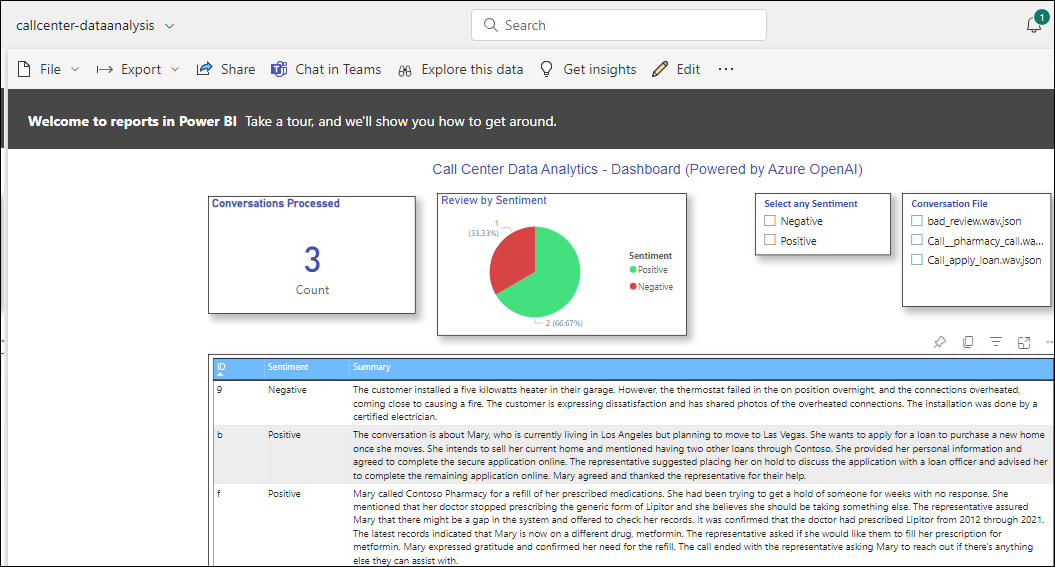 callcenter-dataanalysis
Search
1
File
Export
Share
Chat in Teams
Explore this data
Get insights
Edit
Welcome to reports in Power BI Take a tour, and we'll show you how to get around.
Call Center Data Analytics - Dashboard (Powered by Azure OpenAI)
Conversations Processed
3
Count
Review by Sentiment
1
(33.33%)
2 (66.67%)
Sentiment
Positive
Negative
Select any Sentiment
Negative
Positive
Conversation File
bad_review.wav.json
Call__pharmacy_call.wa...
Call_apply_loan.wav.json
ID Sentiment Summary
9 Negative The customer installed a five kilowatts heater in their garage. However, the thermostat failed in the on position overnight, and the connections overheated,
coming close to causing a fire. The customer is expressing dissatisfaction and has shared photos of the overheated connections. The installation was done by a
certified electrician.
b Positive The conversation is about Mary, who is currently living in Los Angeles but planning to move to Las Vegas. She wants to apply for a loan to purchase a new home
once she moves. She intends to sell her current home and mentioned having two other loans through Contoso. She provided her personal information and
agreed to complete the secure application online. The representative suggested placing her on hold to discuss the application with a loan officer and advised her
to complete the remaining application online. Mary agreed and thanked the representative for their help.
f Positive Mary called Contoso Pharmacy for a refill of her prescribed medications. She had been trying to get a hold of someone for weeks with no response. She
mentioned that her doctor stopped prescribing the generic form of Lipitor and she believes she should be taking something else. The representative assured
Mary that there might be a gap in the system and offered to check her records. It was confirmed that the doctor had prescribed Lipitor from 2012 through 2021.
The latest records indicated that Mary is now on a different drug, metformin. The representative asked if she would like them to fill her prescription for
metformin. Mary expressed gratitude and confirmed her need for the refill. The call ended with the representative asking Mary to reach out if there's anything
else they can assist with.